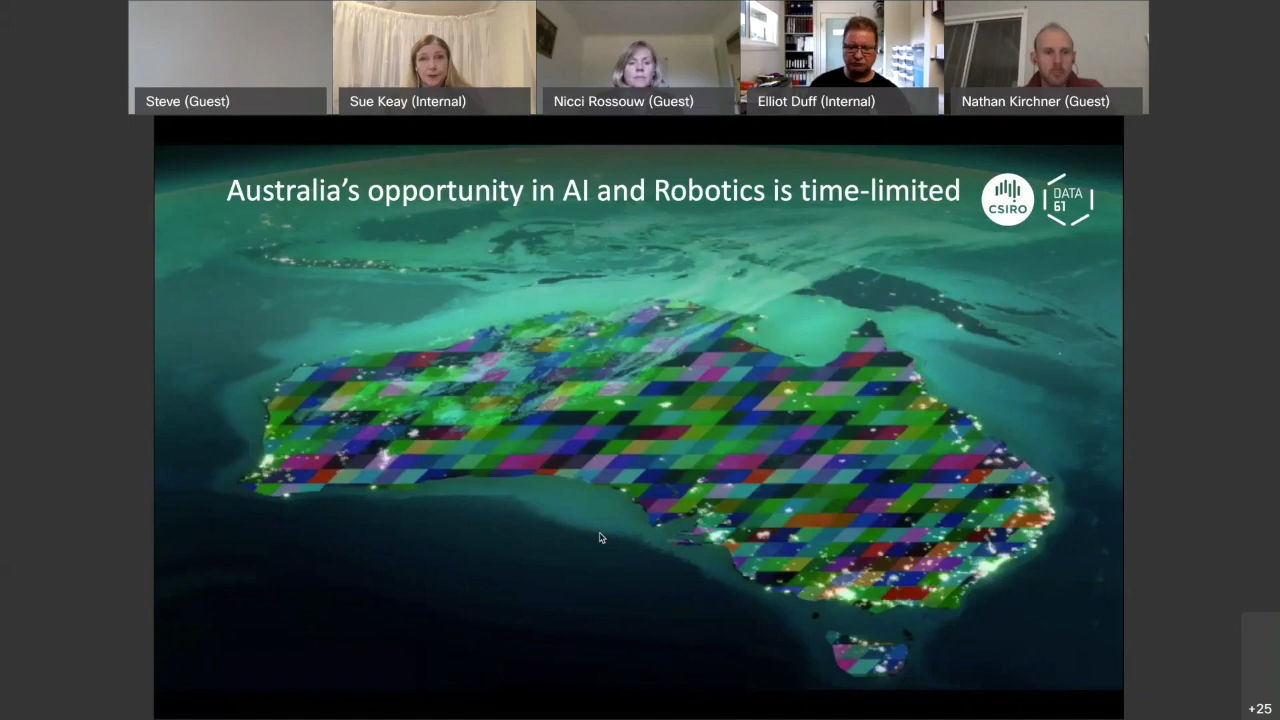 Steve (Guest)
Sue Keay (Internal)
Nicci Rossouw (Guest)
Elliot Duff (Internal)
Nathan Kirchner (Guest)
Australia's opportunity in AI and Robotics is time-limited
CSIRO
DATA
61
+25